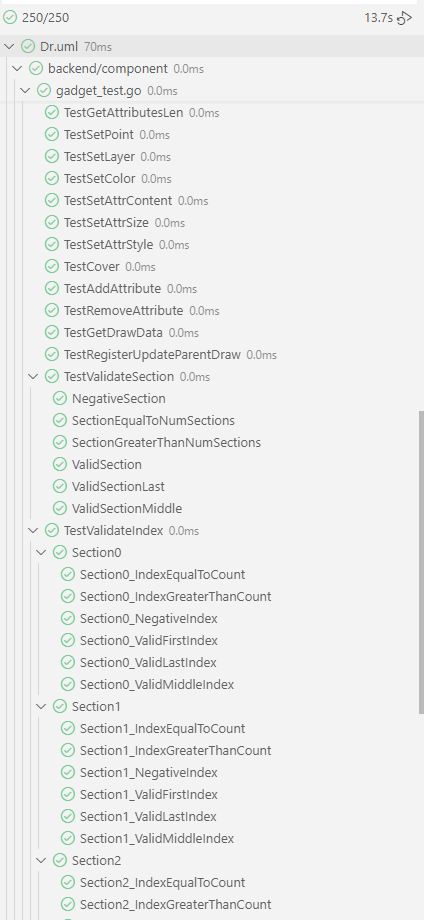 250/250 13.7s
Dr.uml 70ms
backend/component 0.0ms
gadget_test.go 0.0ms
TestGetAttributesLen 0.0ms
TestSetPoint 0.0ms
TestSetLayer 0.0ms
TestSetColor 0.0ms
TestSetAttrContent 0.0ms
TestSetAttrSize 0.0ms
TestSetAttrStyle 0.0ms
TestCover 0.0ms
TestAddAttribute 0.0ms
TestRemoveAttribute 0.0ms
TestGetDrawData 0.0ms
TestRegisterUpdateParentDraw 0.0ms
TestValidateSection 0.0ms
NegativeSection
SectionEqualToNumSections
SectionGreaterThanNumSections
ValidSection
ValidSectionLast
ValidSectionMiddle
TestValidateIndex 0.0ms
Section0
Section0_IndexEqualToCount
Section0_IndexGreaterThanCount
Section0_NegativeIndex
Section0_ValidFirstIndex
Section0_ValidLastIndex
Section0_ValidMiddleIndex
Section1
Section1_IndexEqualToCount
Section1_IndexGreaterThanCount
Section1_NegativeIndex
Section1_ValidFirstIndex
Section1_ValidLastIndex
Section1_ValidMiddleIndex
Section2
Section2_IndexEqualToCount
Section2_IndexGreaterThanCount